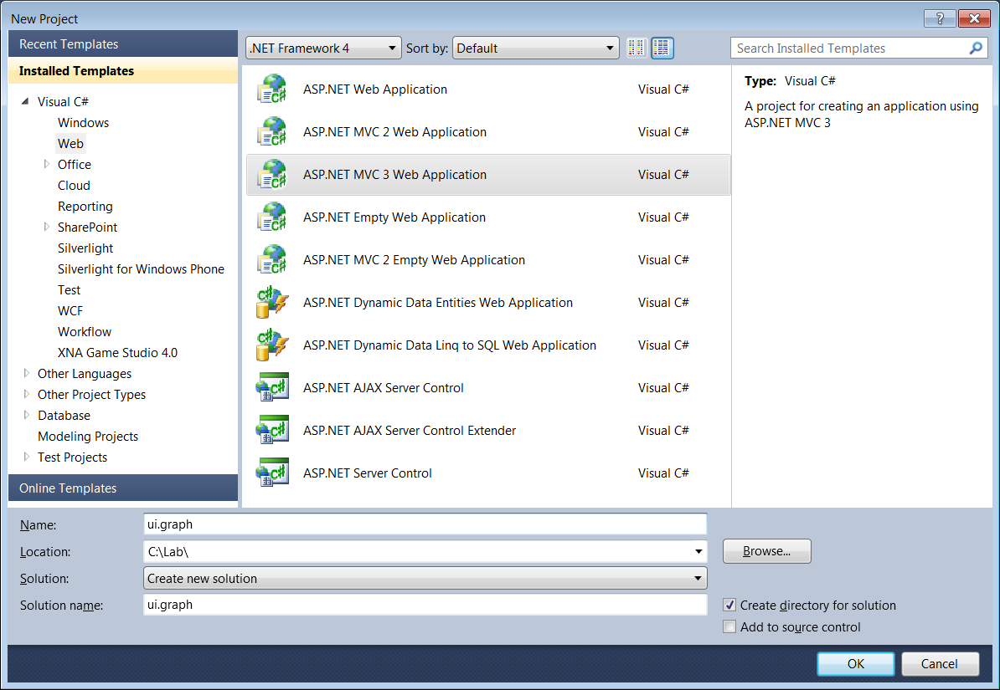 New Project
?
Recent Templates
Installed Templates
Visual C#
Windows
Web
Office
Cloud
Reporting
SharePoint
Silverlight
Silverlight for Windows Phone
Test
WCF
Workflow
XNA Game Studio 4.0
Other Languages
Other Project Types
Database
Modeling Projects
Test Projects
Online Templates
.NET Framework 4 Sort by: Default
ASP.NET Web Application Visual C#
ASP.NET MVC 2 Web Application Visual C#
ASP.NET MVC 3 Web Application Visual C#
ASP.NET Empty Web Application Visual C#
ASP.NET MVC 2 Empty Web Application Visual C#
ASP.NET Dynamic Data Entities Web Application Visual C#
ASP.NET Dynamic Data Linq to SQL Web Application Visual C#
ASP.NET AJAX Server Control Visual C#
ASP.NET AJAX Server Control Extender Visual C#
ASP.NET Server Control Visual C#
Search Installed Templates
Type: Visual C#
A project for creating an application using
ASP.NET MVC 3
Name: ui.graph
Location: C:\Lab\ Browse...
Solution: Create new solution
Solution name: ui.graph
Create directory for solution
Add to source control
OK Cancel